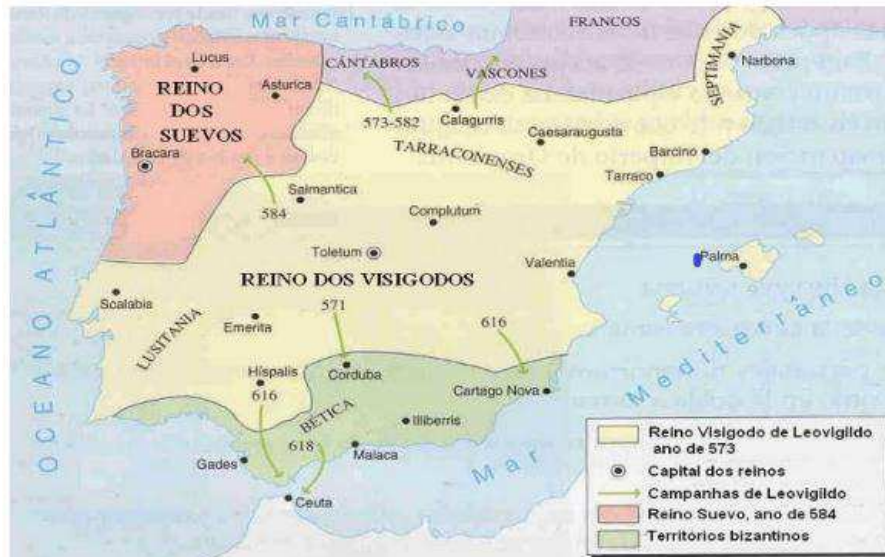 Mar Cantábrico
FRANCOS
OCEANO ATLÂNTICO
Lucus
REINO
DOS
SUEVOS
Asturica
Bracara
CÁNTABROS
VASCONES
573-582
Calagurris
SEPTIMANIA
Narbona
TARRACONENSES
Caesaraugusta
Barcino
Tarraco
Salmantica
584
Complutum
Toletum
REINO DOS VISIGODOS
Valentia
Palma
Scalabia
LUSITANIA
Emerita
571
616
Híspalis
616
Corduba
Cartago Nova
BÉTICA
Illiberris
618
Malaca
Gades
Ceuta
Mar Mediterrâneo
Reino Visigodo de Leovigildo
ano de 573
Capital dos reinos
Campanhas de Leovigildo
Reino Suevo, ano de 584
Territórios bizantinos